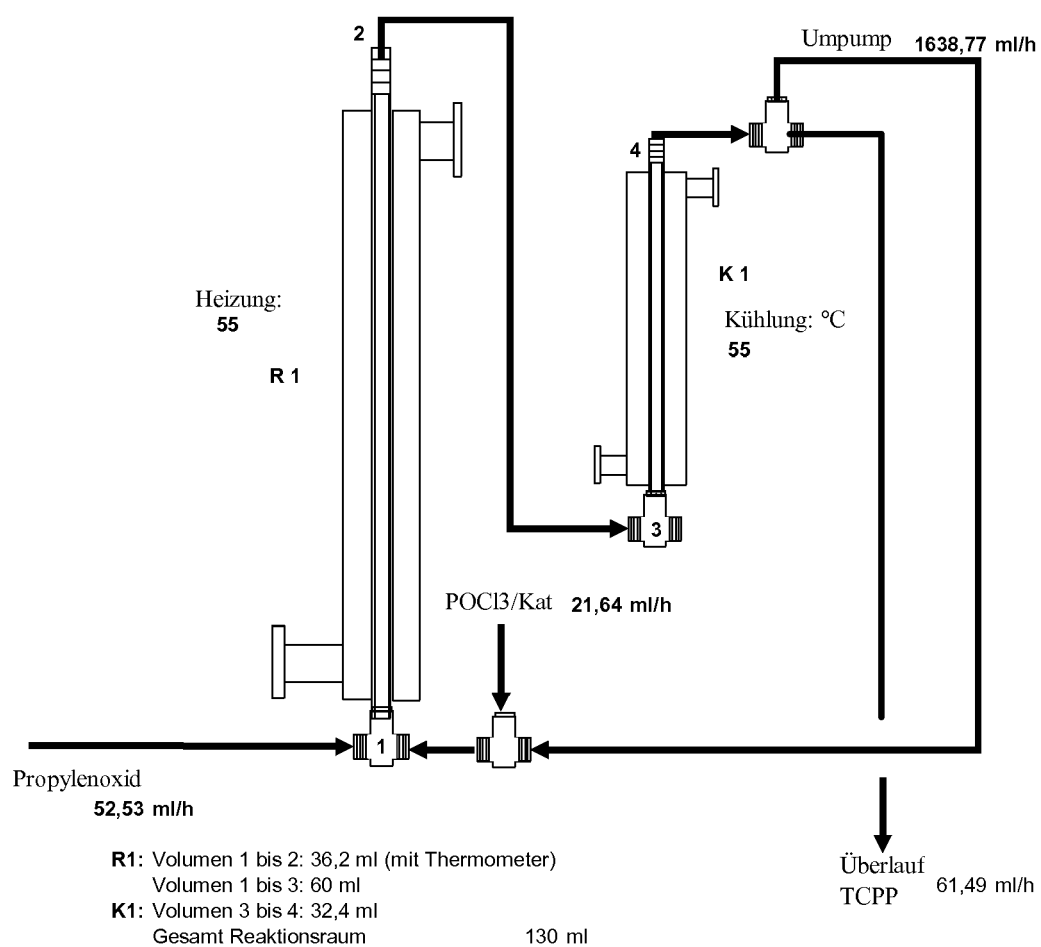 2
Umpump 1638,77 ml/h
4
K 1
Heizung:
55
Kühlung: °C
55
R 1
3
POCl3/Kat 21,64 ml/h
1
Propylenoxid
52,53 ml/h
R1: Volumen 1 bis 2: 36,2 ml (mit Thermometer)
Volumen 1 bis 3: 60 ml
K1: Volumen 3 bis 4: 32,4 ml
Gesamt Reaktionsraum 130 ml
Überlauf
TCPP 61,49 ml/h